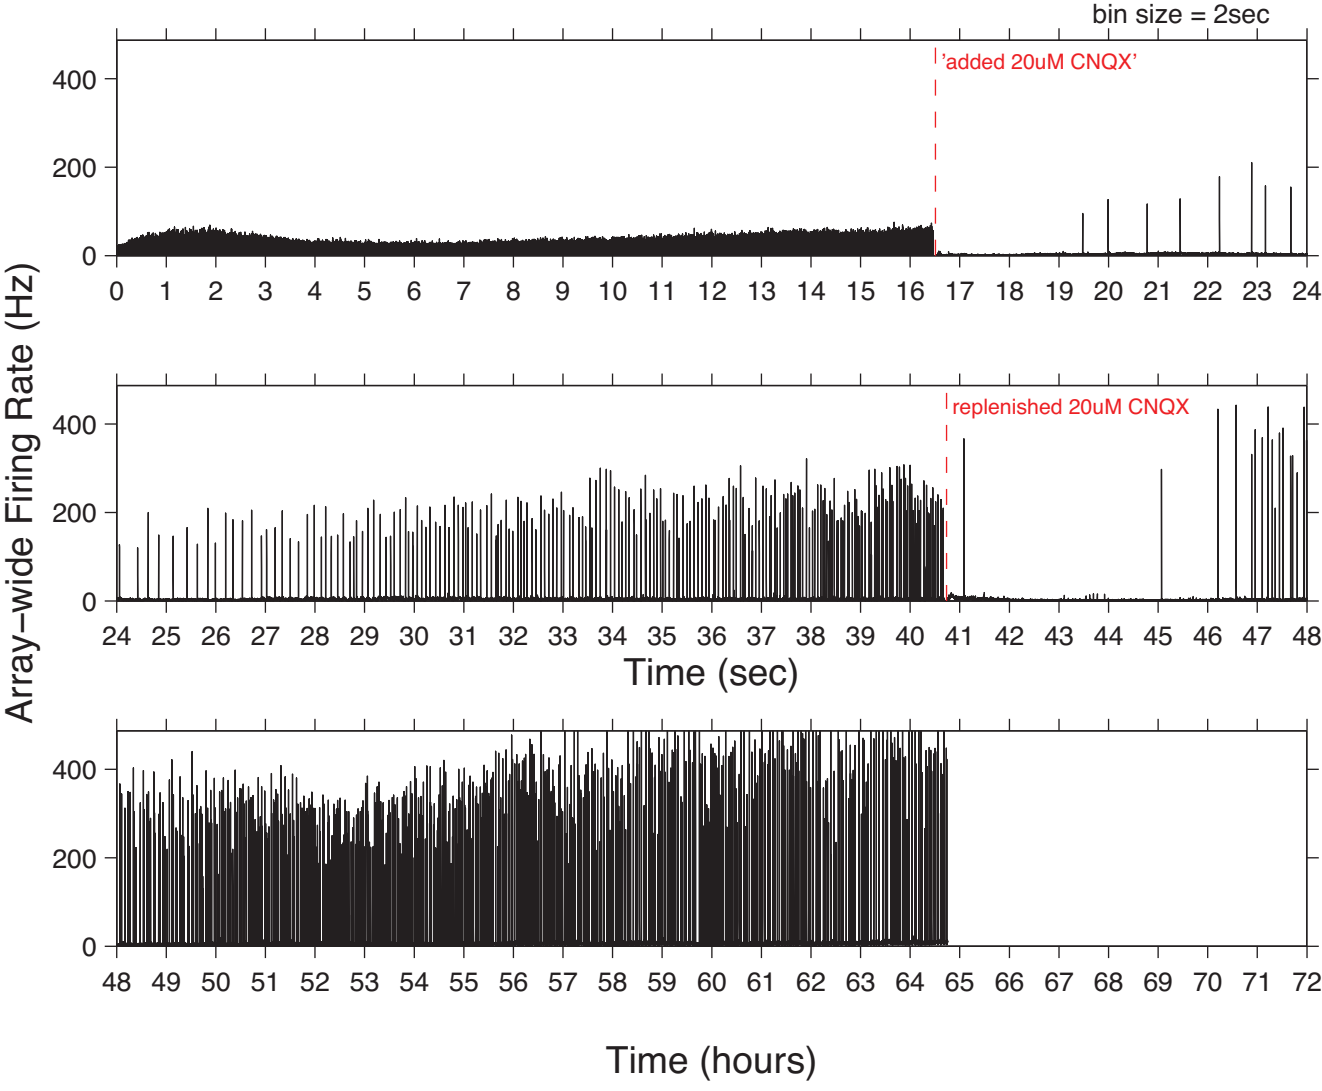 bin size = 2sec
'added 20uM CNQX'
400
200
0
0 1 2 3 4 5 6 7 8 9 10 11 12 13 14 15 16 17 18 19 20 21 22 23 24
Array-wide Firing Rate (Hz)
replenished 20uM CNQX
400
200
0
24 25 26 27 28 29 30 31 32 33 34 35 36 37 38 39 40 41 42 43 44 45 46 47 48
Time (sec)
400
200
0
48 49 50 51 52 53 54 55 56 57 58 59 60 61 62 63 64 65 66 67 68 69 70 71 72
Time (hours)